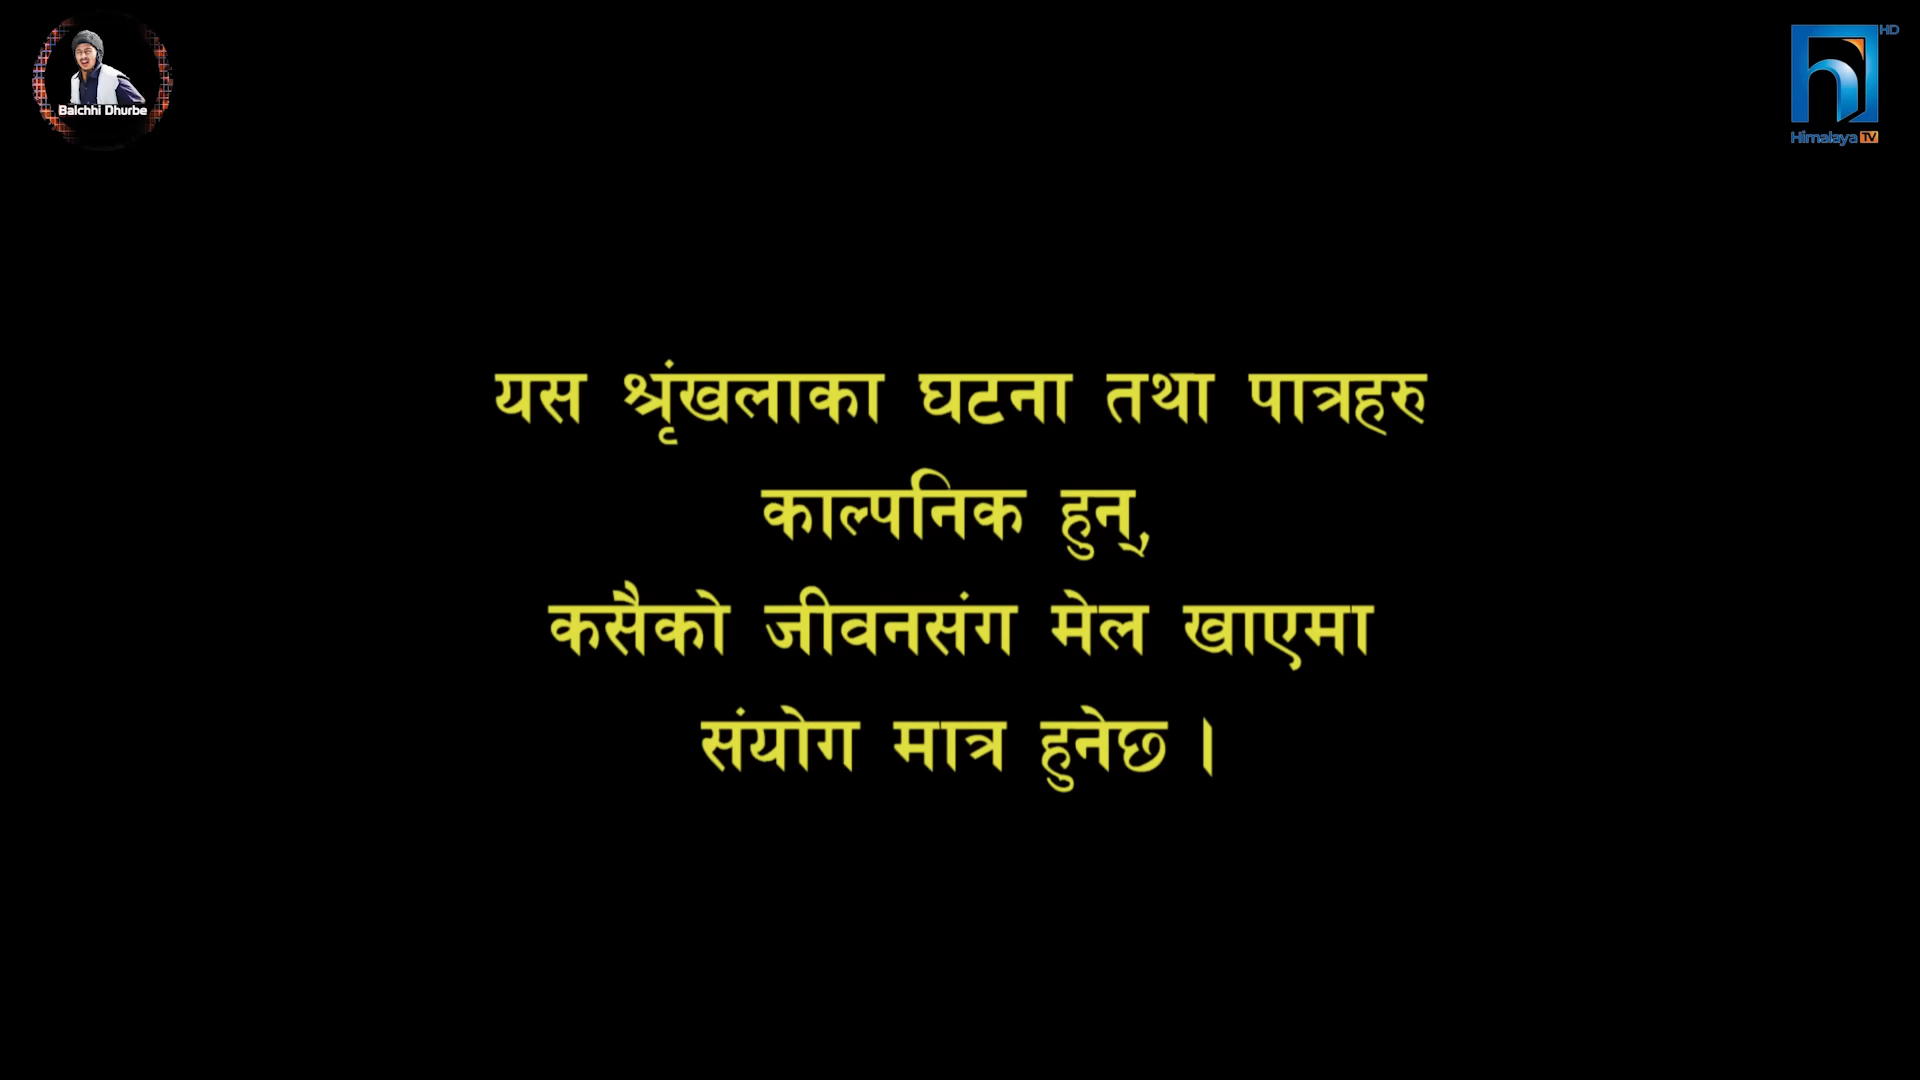 Balchhi Dhurbe
HD
Himalaya TV
यस श्रृंखलाका घटना तथा पात्रहरु
काल्पनिक हुन्,
कसैको जीवनसंग मेल खाएमा
संयोग मात्र हुनेछ ।